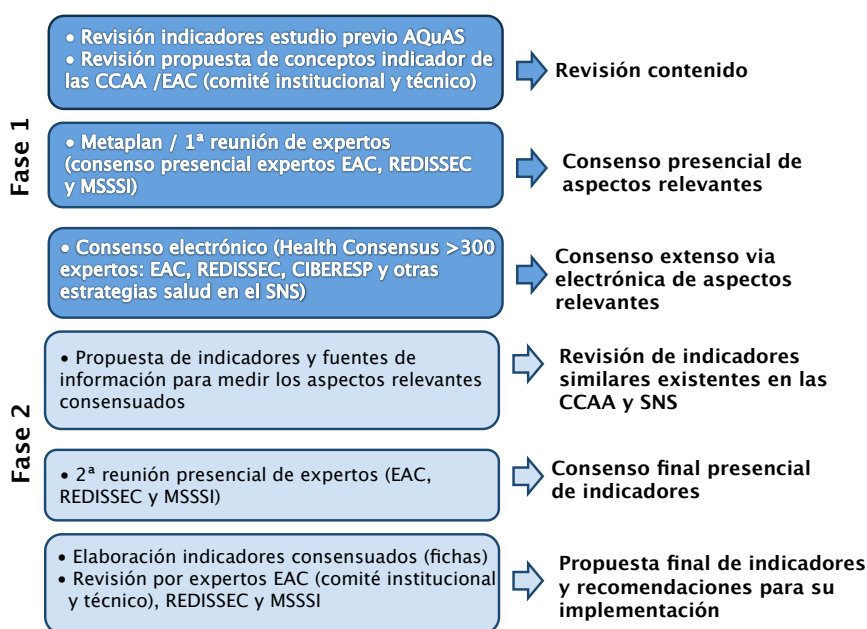 Fase 1
• Revisión indicadores estudio previo AQuAS
• Revisión propuesta de conceptos indicador de
las CCAA /EAC (comité institucional y técnico)
Revisión contenido
• Metaplan / 1ª reunión de expertos
(consenso presencial expertos EAC, REDISSEC
y MSSSI)
Consenso presencial de
aspectos relevantes
• Consenso electrónico (Health Consensus >300
expertos: EAC, REDISSEC, CIBERESP y otras
estrategias salud en el SNS)
Consenso extenso via
electrónica de aspectos
relevantes
Fase 2
• Propuesta de indicadores y fuentes de
información para medir los aspectos relevantes
consensuados
Revisión de indicadores
similares existentes en las
CCAA y SNS
• 2ª reunión presencial de expertos (EAC,
REDISSEC y MSSSI)
Consenso final presencial
de indicadores
• Elaboración indicadores consensuados (fichas)
• Revisión por expertos EAC (comité institucional
y técnico), REDISSEC y MSSSI
Propuesta final de indicadores
y recomendaciones para su
implementación